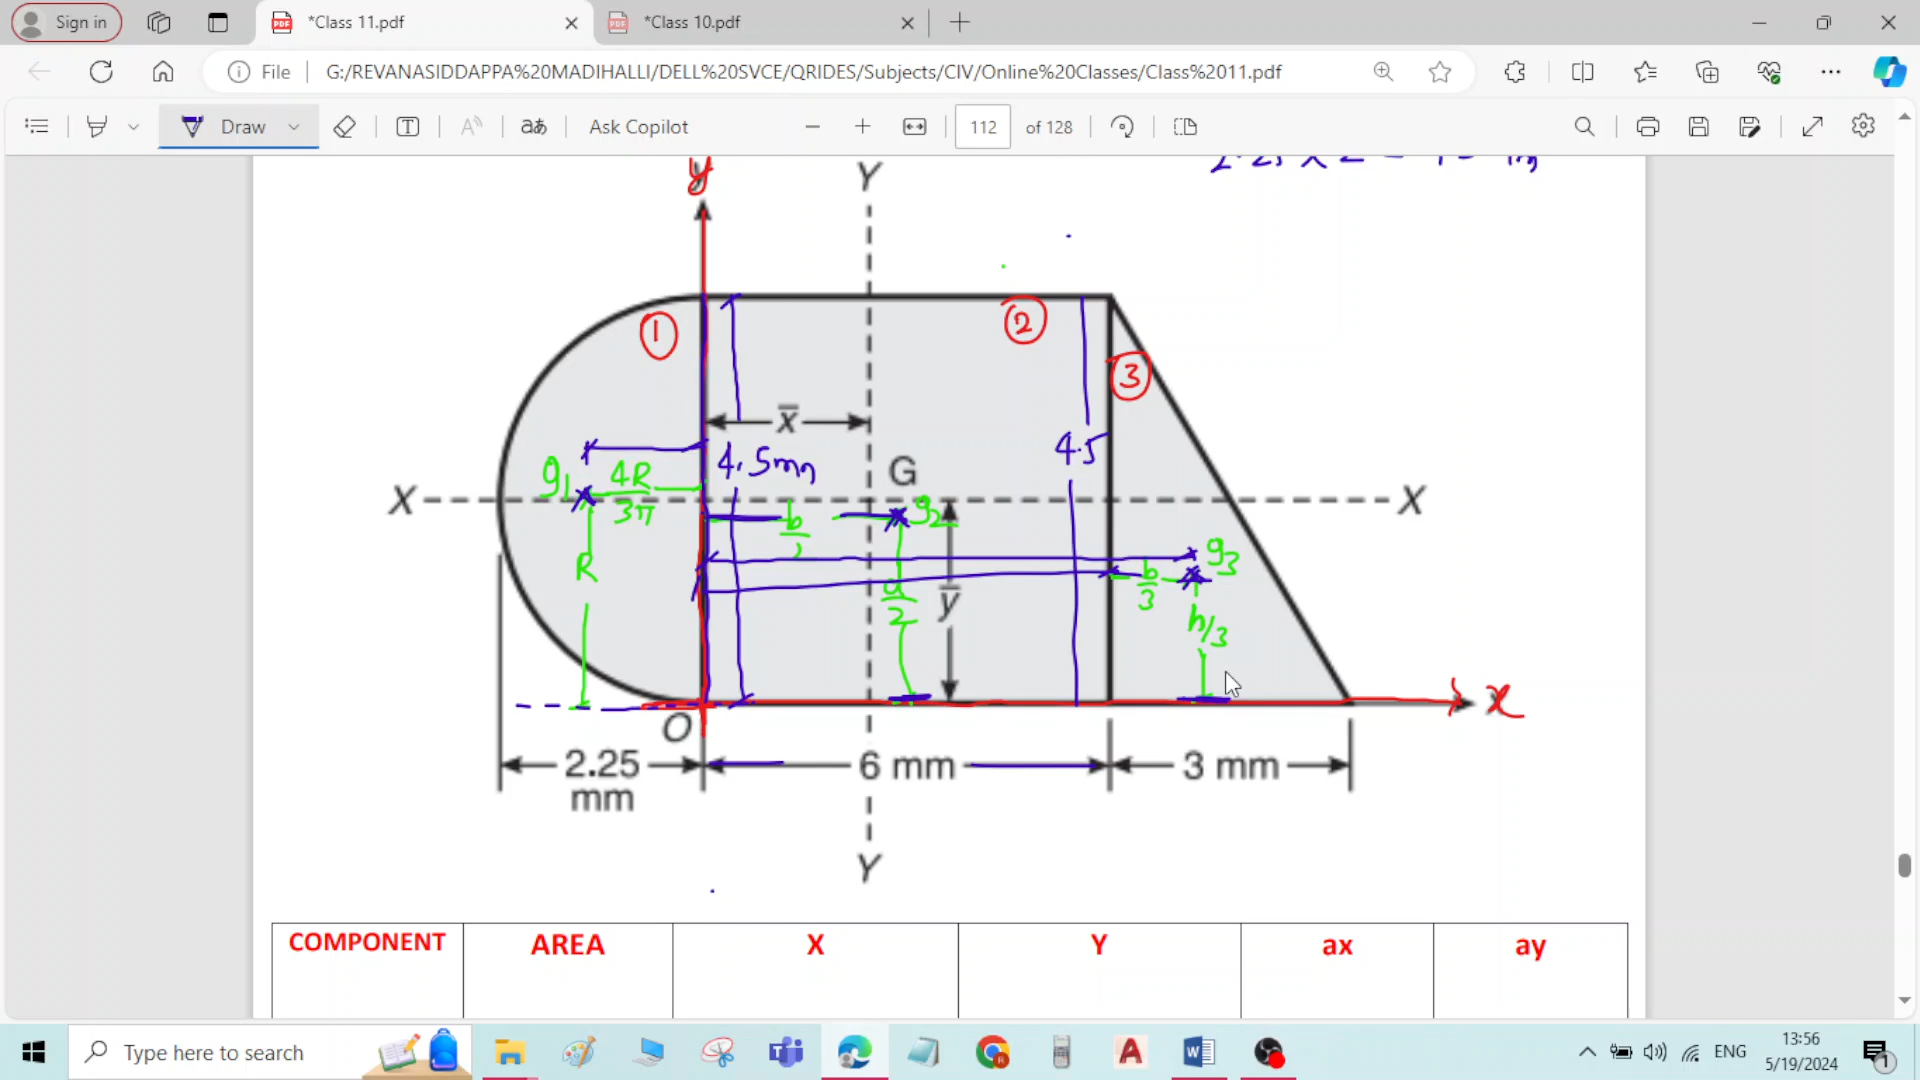 Sign in
*Class 11.pdf
*Class 10.pdf
File
G:/REVANASIDDAPPA%20MADIHALLI/DELL%20SVCE/QRIDES/Subjects/CIV/Online%20Classes/Class%2011.pdf
Draw
Ask Copilot
112 of 128
y
Y
1
2
3
x̄
4.5mm
4.5
g1
4R
3π
G
X
X
g2
b
R
g3
b
3
a
2
ȳ
h/3
O
x
2.25
mm
6 mm
3 mm
Y
COMPONENT AREA X Y ax ay
Type here to search
ENG
13:56
5/19/2024
1